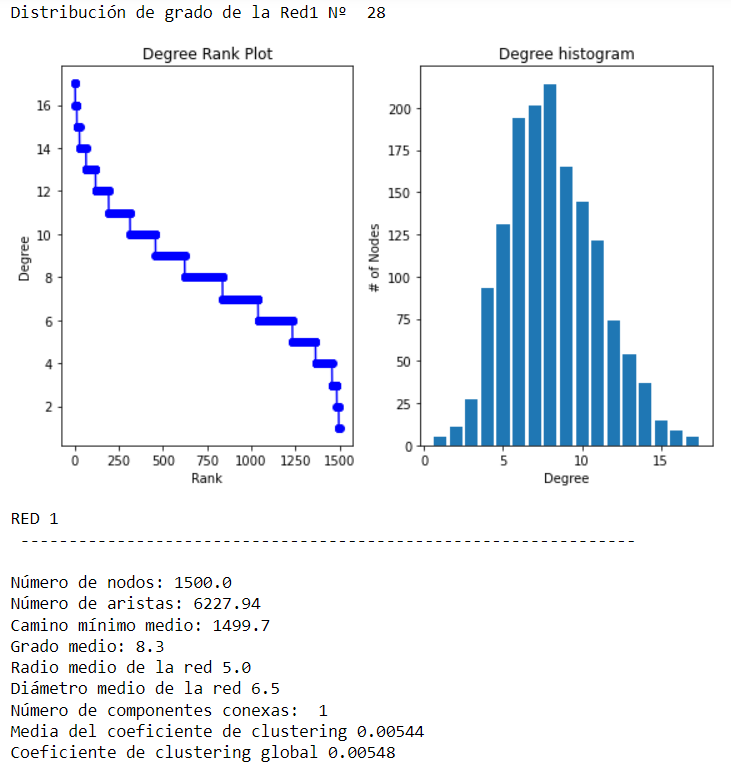 Distribución de grado de la Red1 Nº  28
Degree Rank Plot
16
14
12
10
8
6
4
2
Degree
0 250 500 750 1000 1250 1500
Rank
Degree histogram
200
175
150
125
100
75
50
25
0
# of Nodes
0 5 10 15
Degree
RED 1
-----------------------------------------------------------------
Número de nodos: 1500.0
Número de aristas: 6227.94
Camino mínimo medio: 1499.7
Grado medio: 8.3
Radio medio de la red 5.0
Diámetro medio de la red 6.5
Número de componentes conexas:  1
Media del coeficiente de clustering 0.00544
Coeficiente de clustering global 0.00548